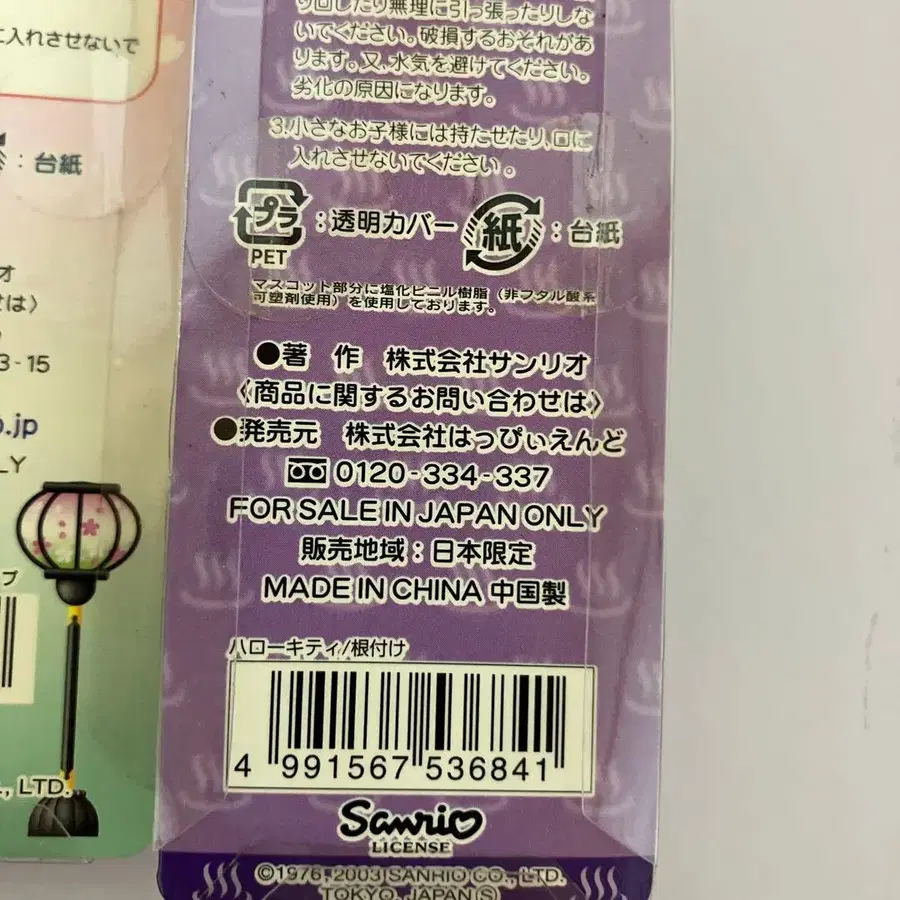 に入れさせないで
：台紙
オ
せは〉
3-15
o.jp
LY
プ
, LTD.
り回したり無理に引っ張ったりしな
いでください。破損するおそれがあ
ります。又、水気を避けてください。
劣化の原因になります。
3.小さなお子様には持たせたり、口に
入れさせないでください。
プラ
PET
：透明カバー
紙
：台紙
マスコット部分に塩化ビニル樹脂（非フタル酸系
可塑剤使用）を使用しております。
●著 作 株式会社サンリオ
〈商品に関するお問い合わせは〉
●発売元 株式会社はっぴぃえんど
0120-334-337
FOR SALE IN JAPAN ONLY
販売地域：日本限定
MADE IN CHINA 中国製
ハローキティ/根付け
4 991567 536841
Sanrio
LICENSE
©1976, 2003 SANRIO CO., LTD.
TOKYO, JAPAN Ⓢ